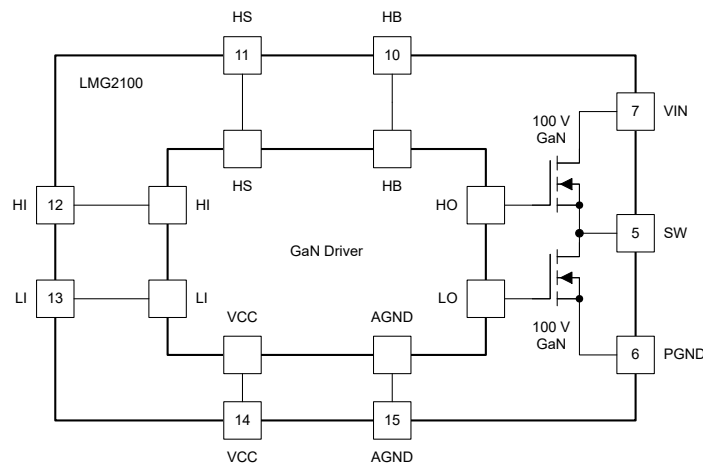 HS
HB
11
10
LMG2100
100 V
GaN
7
VIN
HS
HB
HI
12
HI
HO
GaN Driver
5
SW
LI
13
LI
LO
VCC
AGND
100 V
GaN
6
PGND
14
15
VCC
AGND